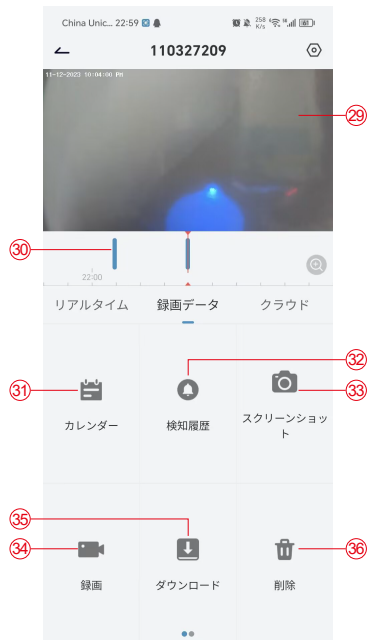 China Unic... 22:59 258 K/s 61
110327209
11-12-2023 10:04:00 PM
29
30
22:00
リアルタイム 録画データ クラウド
32
31
33
カレンダー 検知履歴 スクリーンショッ
ト
35
34
36
録画 ダウンロード 削除